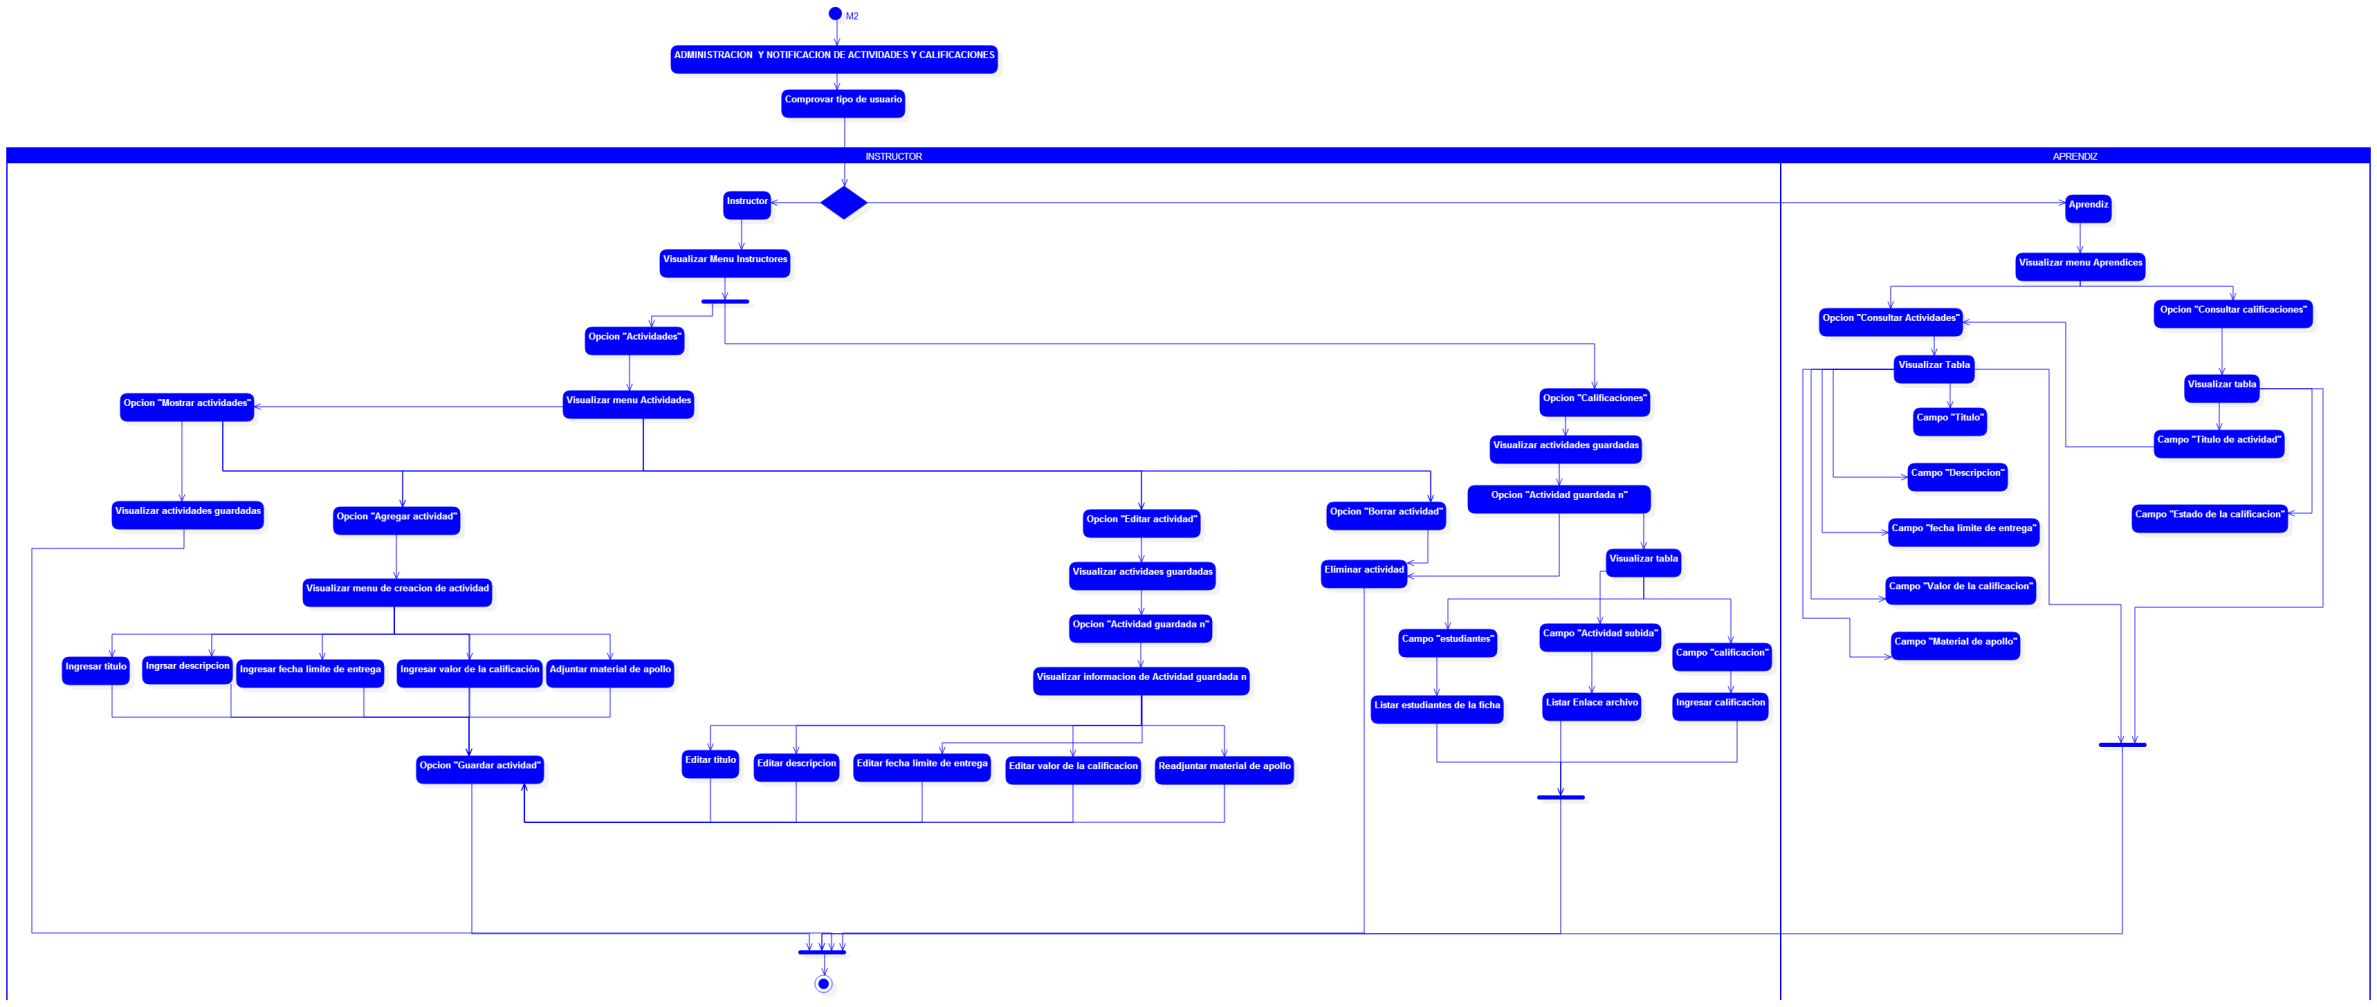 M2
ADMINISTRACION  Y NOTIFICACION DE ACTIVIDADES Y CALIFICACIONES
Comprovar tipo de usuario
INSTRUCTOR
APRENDIZ
Instructor
Aprendiz
Visualizar Menu Instructores
Visualizar menu Aprendices
Opcion "Actividades"
Opcion "Consultar Actividades"
Opcion "Consultar calificaciones"
Visualizar Tabla
Visualizar tabla
Opcion "Mostrar actividades"
Visualizar menu Actividades
Opcion "Calificaciones"
Campo "Titulo"
Campo "Titulo de actividad"
Visualizar actividades guardadas
Campo "Descripcion"
Opcion "Actividad guardada n"
Visualizar actividades guardadas
Opcion "Agregar actividad"
Opcion "Editar actividad"
Opcion "Borrar actividad"
Campo "Estado de la calificacion"
Campo "fecha limite de entrega"
Visualizar tabla
Visualizar actividaes guardadas
Eliminar actividad
Visualizar menu de creacion de actividad
Campo "Valor de la calificacion"
Opcion "Actividad guardada n"
Campo "estudiantes"
Campo "Actividad subida"
Campo "calificacion"
Campo "Material de apollo"
Ingresar titulo
Ingrsar descripcion
Ingresar fecha limite de entrega
Ingresar valor de la calificación
Adjuntar material de apollo
Visualizar informacion de Actividad guardada n
Listar estudiantes de la ficha
Listar Enlace archivo
Ingresar calificacion
Opcion "Guardar actividad"
Editar titulo
Editar descripcion
Editar fecha limite de entrega
Editar valor de la calificacion
Readjuntar material de apollo